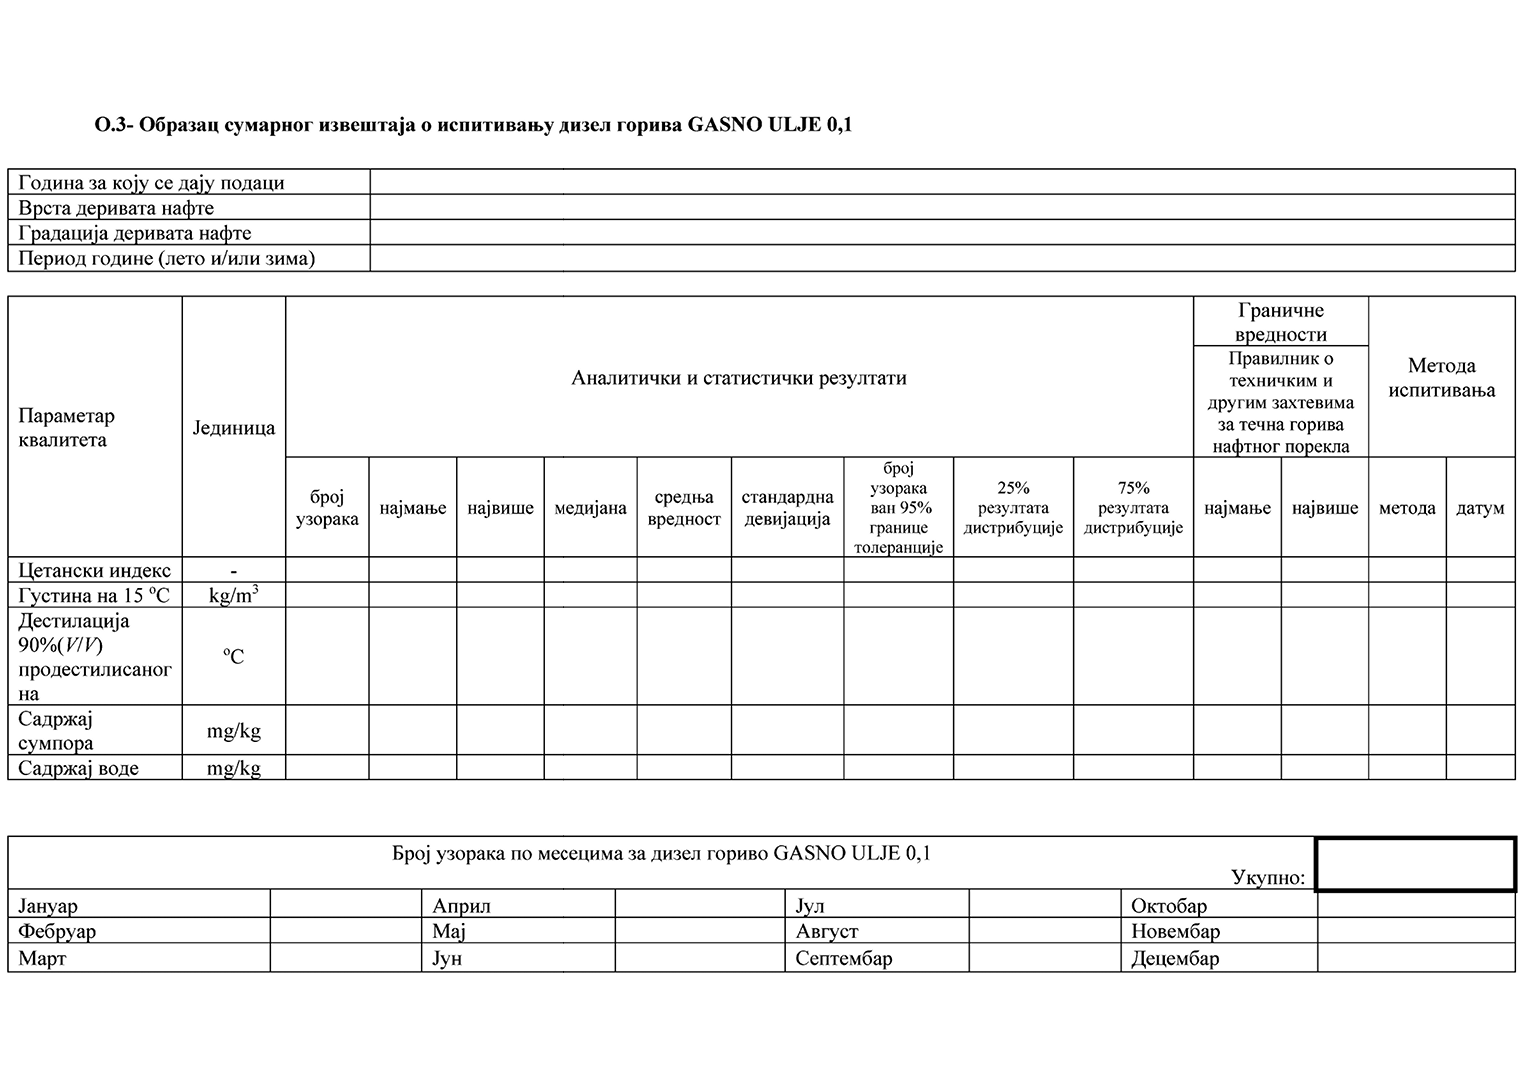 О.3- Образац сумарног извештаја о испитивању дизел горива GASNO ULJE 0,1
Година за коју се дају подаци
Врста деривата нафте
Градација деривата нафте
Период године (лето и/или зима)
Параметар
квалитета
Јединица
Аналитички и статистички резултати
Граничне
вредности
Правилник о
техничким и
другим захтевима
за течна горива
нафтног порекла
Метода
испитивања
број
узорака
најмање
највише
медијана
средња
вредност
стандардна
девијација
број
узорака
ван 95%
границе
толеранције
25%
резултата
дистрибуције
75%
резултата
дистрибуције
најмање
највише
метода
датум
Цетански индекс
-
Густина на 15 ºC
kg/m³
Дестилација
90%(V/V)
продестилисаног
на
ºC
Садржај
сумпора
mg/kg
Садржај воде
mg/kg
Број узорака по месецима за дизел гориво GASNO ULJE 0,1
Укупно:
Јануар Април Јул Октобар
Фебруар Мај Август Новембар
Март Јун Септембар Децембар